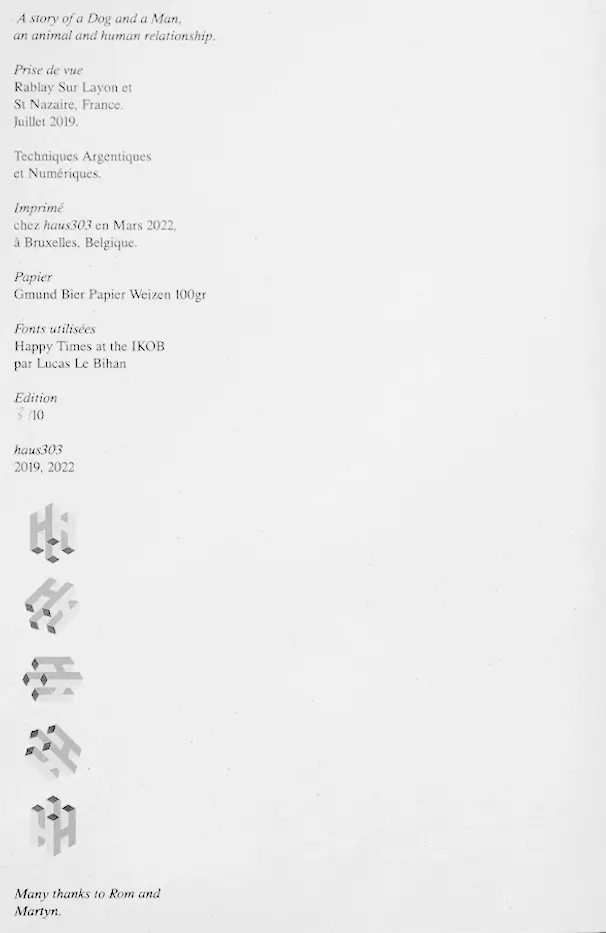 A story of a Dog and a Man,
an animal and human relationship.
Prise de vue
Rablay Sur Layon et
St Nazaire, France.
Juillet 2019.
Techniques Argentiques
et Numériques.
Imprimé
chez haus303 en Mars 2022,
à Bruxelles, Belgique.
Papier
Gmund Bier Papier Weizen 100gr
Fonts utilisées
Happy Times at the IKOB
par Lucas Le Bihan
Edition
/10
haus303
2019, 2022
Many thanks to Rom and
Martyn.